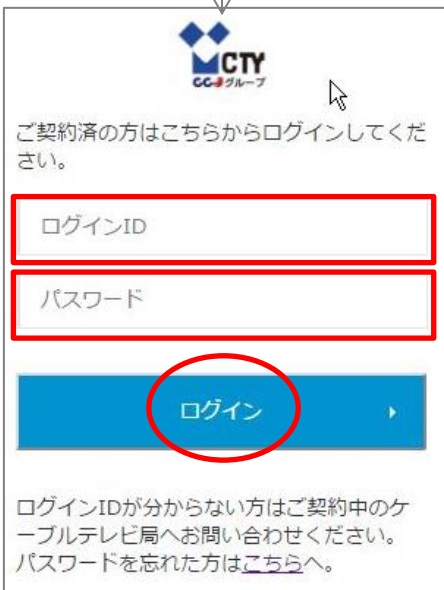 CTY
CCJグループ
ご契約済の方はこちらからログインしてくだ
さい。
ログインID
パスワード
ログイン
ログインIDが分からない方はご契約中のケ
ーブルテレビ局へお問い合わせください。
パスワードを忘れた方はこちらへ。